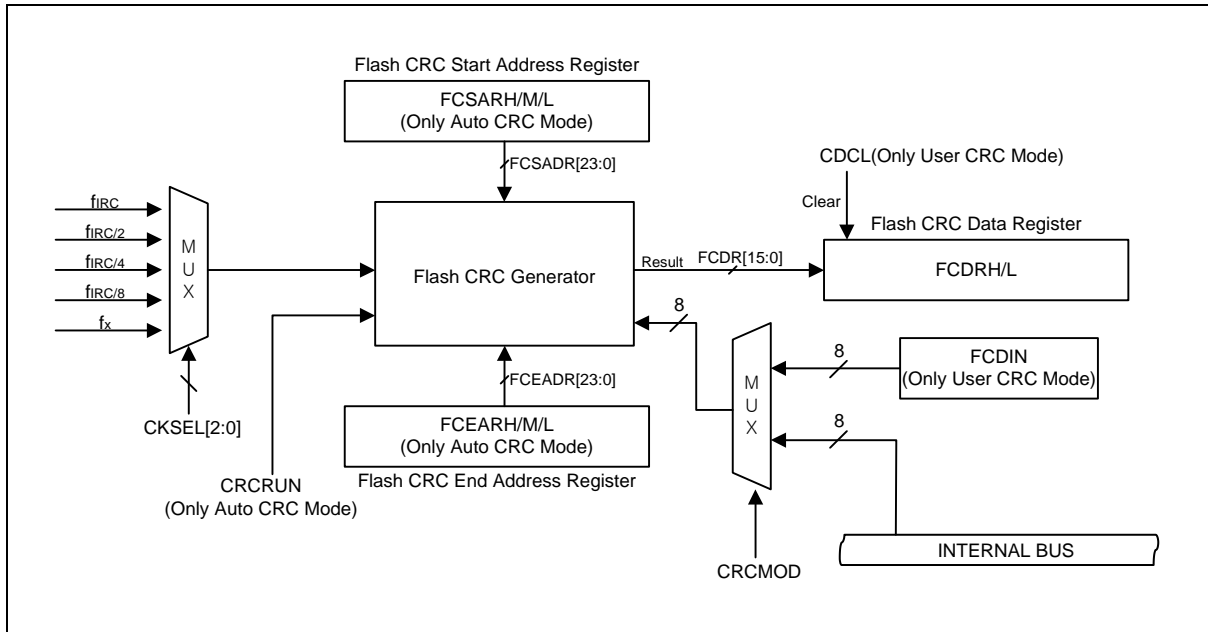 Flash CRC Start Address Register
FCSARH/M/L
(Only Auto CRC Mode)
FCSADR[23:0]
CDCL(Only User CRC Mode)
Clear
Flash CRC Data Register
fIRC
fIRC/2
fIRC/4
fIRC/8
fx
M
U
X
Flash CRC Generator
Result
FCDR[15:0]
FCDRH/L
CKSEL[2:0]
CRCRUN
(Only Auto CRC Mode)
FCEADR[23:0]
FCEARH/M/L
(Only Auto CRC Mode)
Flash CRC End Address Register
8
M
U
X
8
FCDIN
(Only User CRC Mode)
8
CRCMOD
INTERNAL BUS